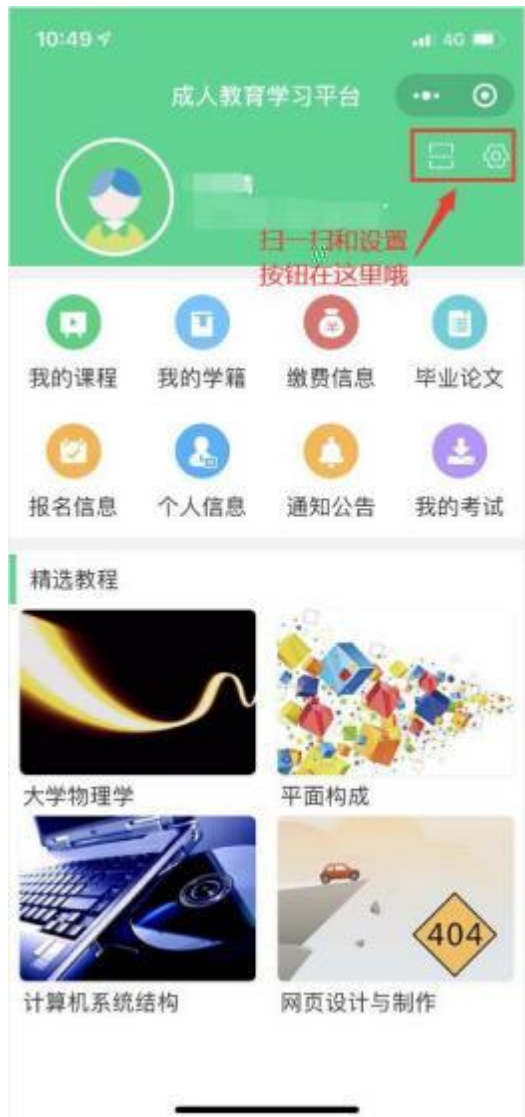 10:49
4G
成人教育学习平台
扫一扫和设置
按钮在这里哦
我的课程 我的学籍 缴费信息 毕业论文
报名信息 个人信息 通知公告 我的考试
精选教程
大学物理学 平面构成
404
计算机系统结构 网页设计与制作